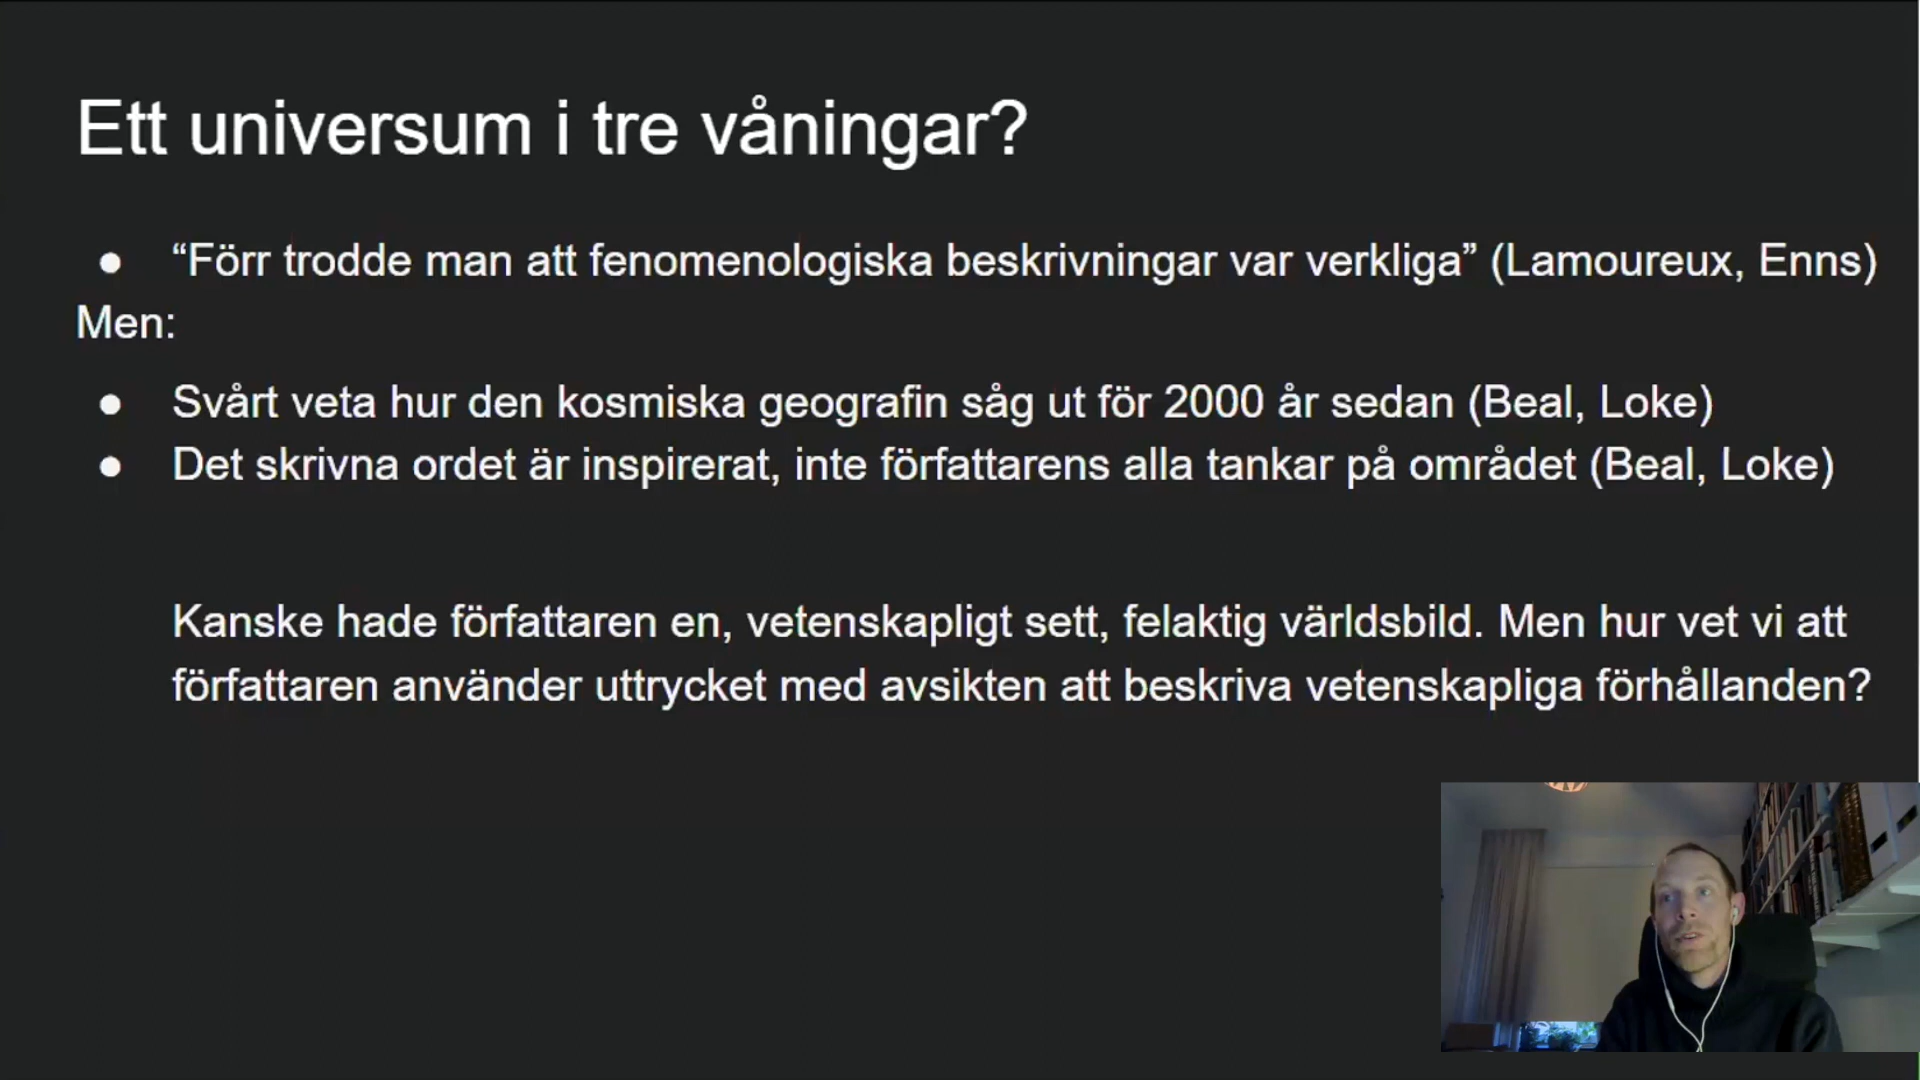 Ett universum i tre våningar?
● “Förr trodde man att fenomenologiska beskrivningar var verkliga” (Lamoureux, Enns)
Men:
● Svårt veta hur den kosmiska geografin såg ut för 2000 år sedan (Beal, Loke)
● Det skrivna ordet är inspirerat, inte författarens alla tankar på området (Beal, Loke)
Kanske hade författaren en, vetenskapligt sett, felaktig världsbild. Men hur vet vi att
författaren använder uttrycket med avsikten att beskriva vetenskapliga förhållanden?